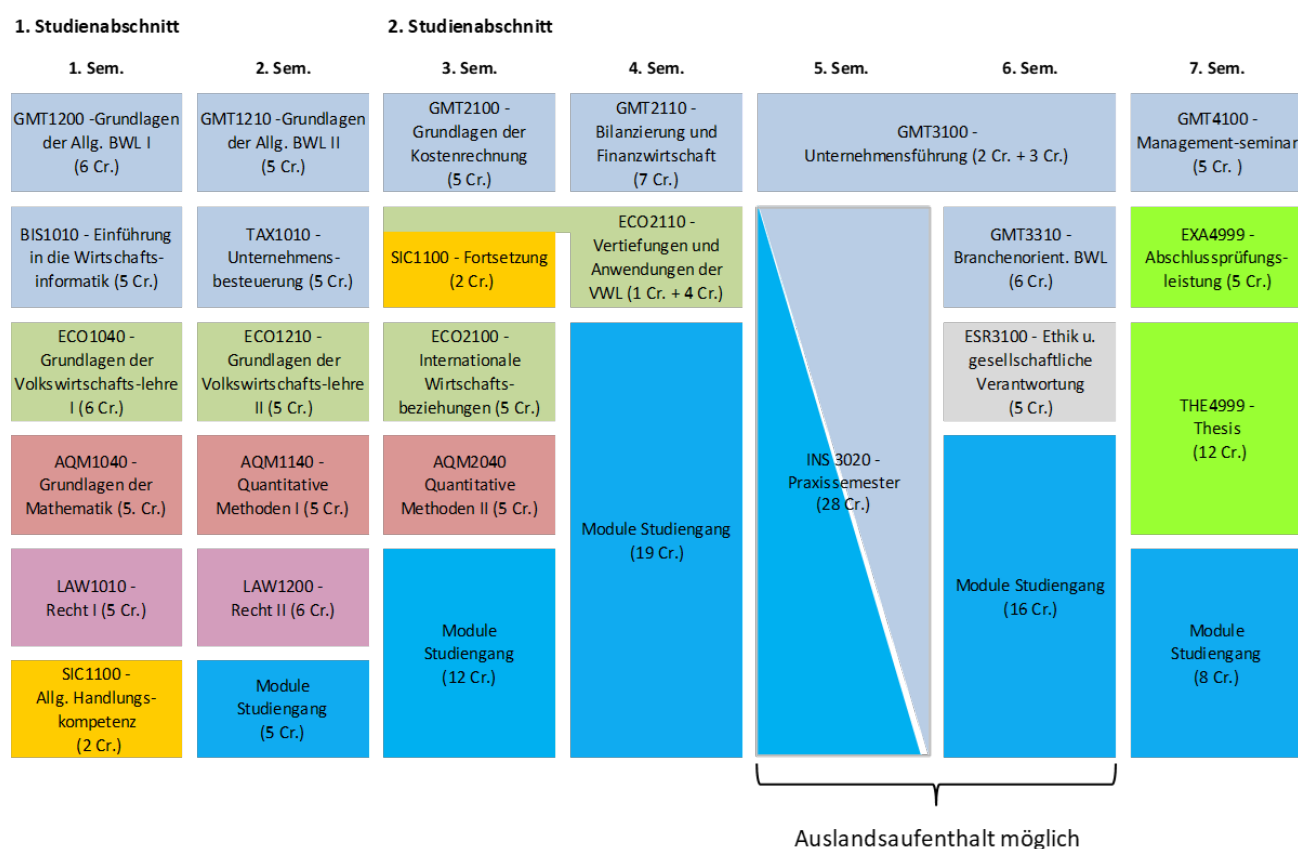 1. Studienabschnitt
2. Studienabschnitt
1. Sem.
2. Sem.
3. Sem.
4. Sem.
5. Sem.
6. Sem.
7. Sem.
GMT1200 -Grundlagen
der Allg. BWL I
(6 Cr.)
GMT1210 -Grundlagen
der Allg. BWL II
(5 Cr.)
GMT2100 -
Grundlagen der
Kostenrechnung
(5 Cr.)
GMT2110 -
Bilanzierung und
Finanzwirtschaft
(7 Cr.)
GMT3100 -
Unternehmensführung (2 Cr. + 3 Cr.)
GMT4100 -
Management-seminar
(5 Cr. )
BIS1010 - Einführung
in die Wirtschafts-
informatik (5 Cr.)
TAX1010 -
Unternehmens-
besteuerung (5 Cr.)
SIC1100 - Fortsetzung
(2 Cr.)
ECO2110 -
Vertiefungen und
Anwendungen der
VWL (1 Cr. + 4 Cr.)
GMT3310 -
Branchenorient. BWL
(6 Cr.)
EXA4999 -
Abschlussprüfungs-
leistung (5 Cr.)
ECO1040 -
Grundlagen der
Volkswirtschafts-lehre
I (6 Cr.)
ECO1210 -
Grundlagen der
Volkswirtschafts-lehre
II (5 Cr.)
ECO2100 -
Internationale
Wirtschafts-
beziehungen (5 Cr.)
ESR3100 - Ethik u.
gesellschaftliche
Verantwortung
(5 Cr.)
THE4999 -
Thesis
(12 Cr.)
AQM1040 -
Grundlagen der
Mathematik (5. Cr.)
AQM1140 -
Quantitative
Methoden I (5 Cr.)
AQM2040
Quantitative
Methoden II (5 Cr.)
Module Studiengang
(19 Cr.)
INS 3020 -
Praxissemester
(28 Cr.)
LAW1010 -
Recht I (5 Cr.)
LAW1200 -
Recht II (6 Cr.)
Module
Studiengang
(12 Cr.)
Module Studiengang
(16 Cr.)
Module
Studiengang
(8 Cr.)
SIC1100 -
Allg. Handlungs-
kompetenz
(2 Cr.)
Module
Studiengang
(5 Cr.)
Auslandsaufenthalt möglich